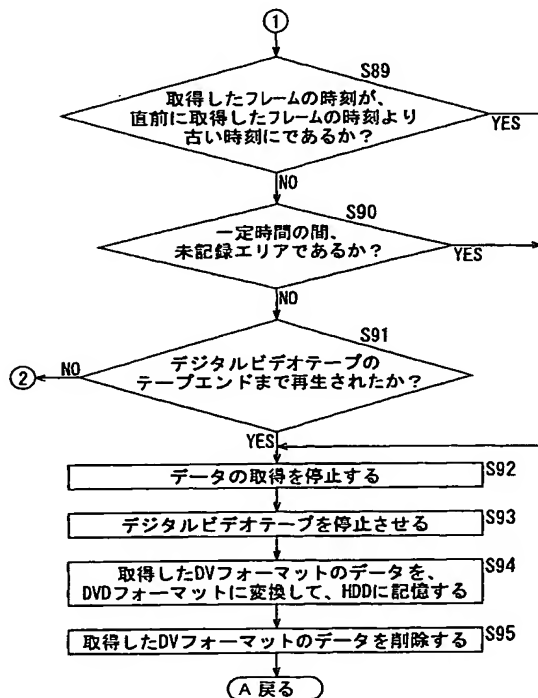 ①
S89
取得したフレームの時刻が、
直前に取得したフレームの時刻より
古い時刻にであるか?
YES
NO
S90
一定時間の間、
未記録エリアであるか?
YES
NO
S91
デジタルビデオテープの
テープエンドまで再生されたか?
NO
②
YES
データの取得を停止する
S92
デジタルビデオテープを停止させる
S93
取得したDVフォーマットのデータを、
DVDフォーマットに変換して、HDDに記憶する
S94
取得したDVフォーマットのデータを削除する
S95
A 戻る